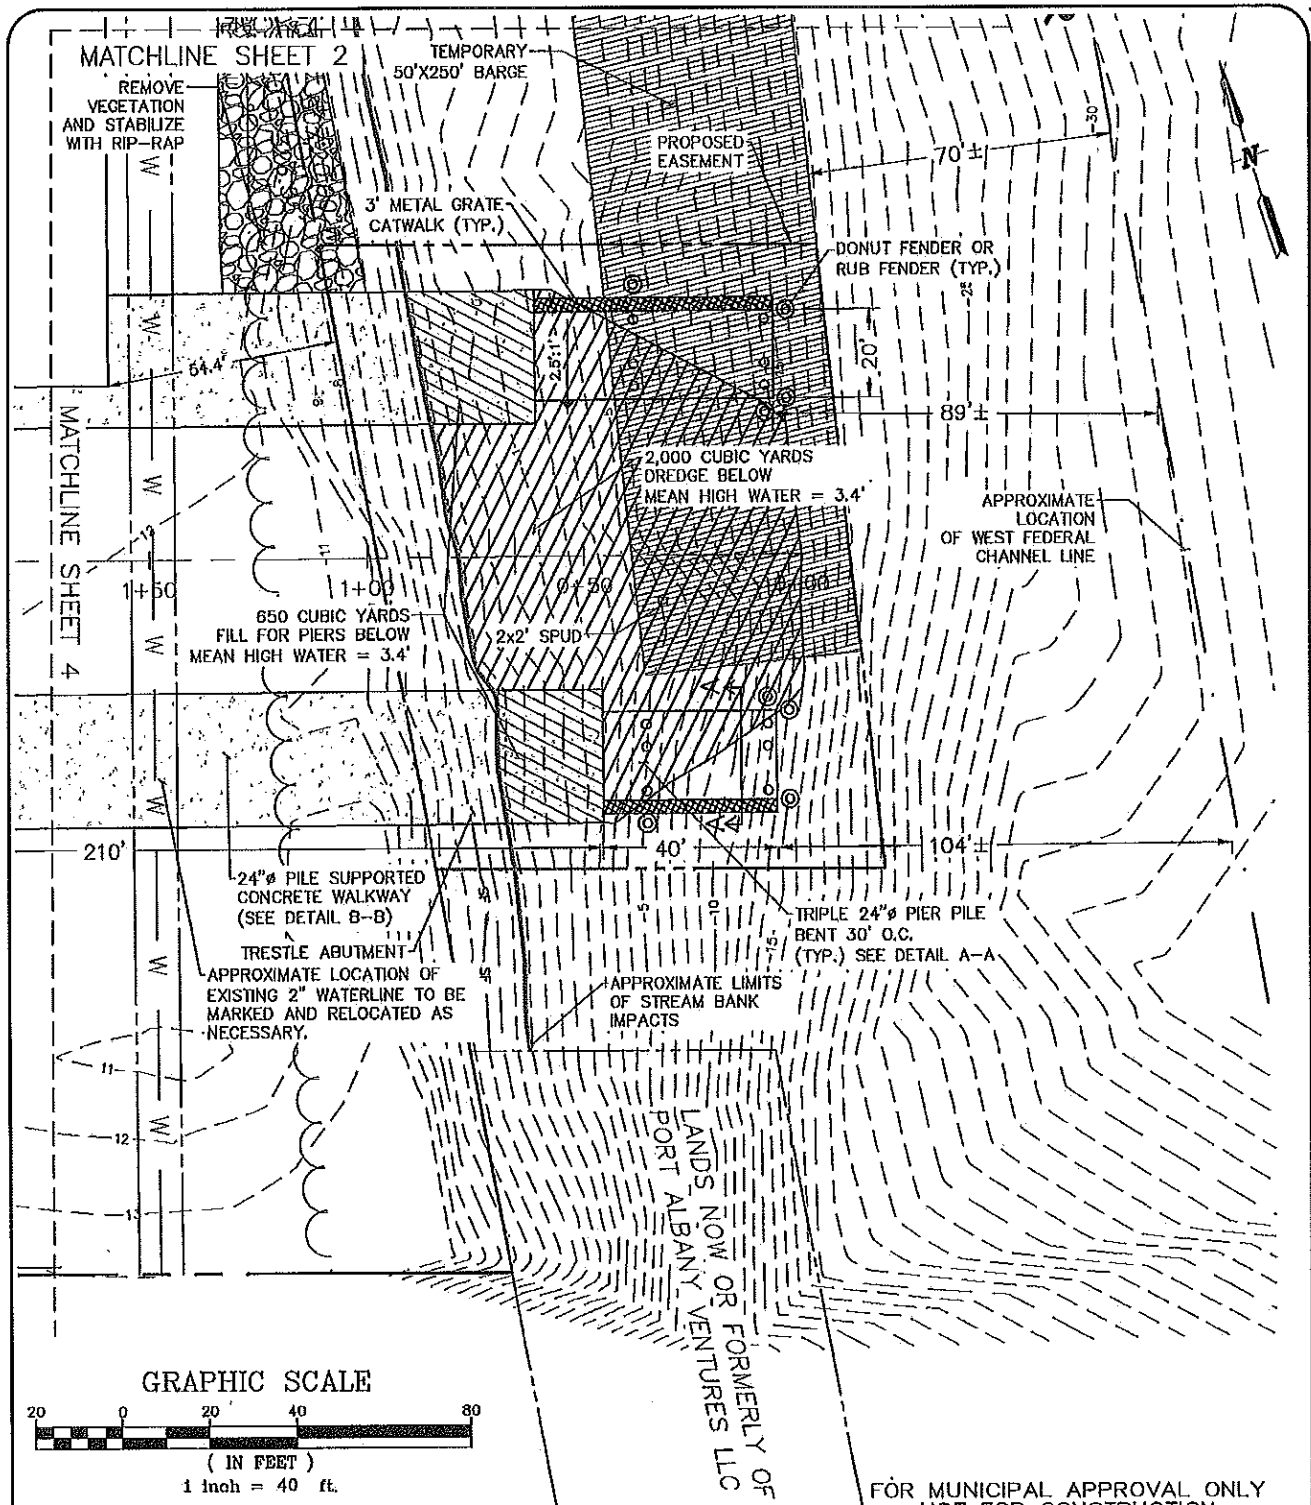 MATCHLINE SHEET 2
REMOVE
VEGETATION
AND STABILIZE
WITH RIP-RAP
TEMPORARY
50'X250' BARGE
PROPOSED
EASEMENT
70'±
-30-
N
3' METAL GRATE
CATWALK (TYP.)
DONUT FENDER OR
RUB FENDER (TYP.)
54.4'
2.5':1'
20'
89'±
MATCHLINE SHEET 4
2,000 CUBIC YARDS
DREDGE BELOW
MEAN HIGH WATER = 3.4'
APPROXIMATE
LOCATION
OF WEST FEDERAL
CHANNEL LINE
-12-
-11-
1+50
1+00
0+50
650 CUBIC YARDS
FILL FOR PIERS BELOW
MEAN HIGH WATER = 3.4'
2x2' SPUD
W
W
W
W
W
W
W
210'
40'
104'±
24"ø PILE SUPPORTED
CONCRETE WALKWAY
(SEE DETAIL B-B)
TRIPLE 24"ø PIER PILE
BENT 30' O.C.
(TYP.) SEE DETAIL A-A
TRESTLE ABUTMENT
APPROXIMATE LOCATION OF
EXISTING 2" WATERLINE TO BE
MARKED AND RELOCATED AS
NECESSARY.
APPROXIMATE LIMITS
OF STREAM BANK
IMPACTS
-5-
-10-
-15-
-11-
-12-
-13-
LANDS NOW OR FORMERLY OF
PORT ALBANY VENTURES LLC
GRAPHIC SCALE
20 0 20 40 80
( IN FEET )
1 inch = 40 ft.
FOR MUNICIPAL APPROVAL ONLY
NOT FOR CONSTRUCTION